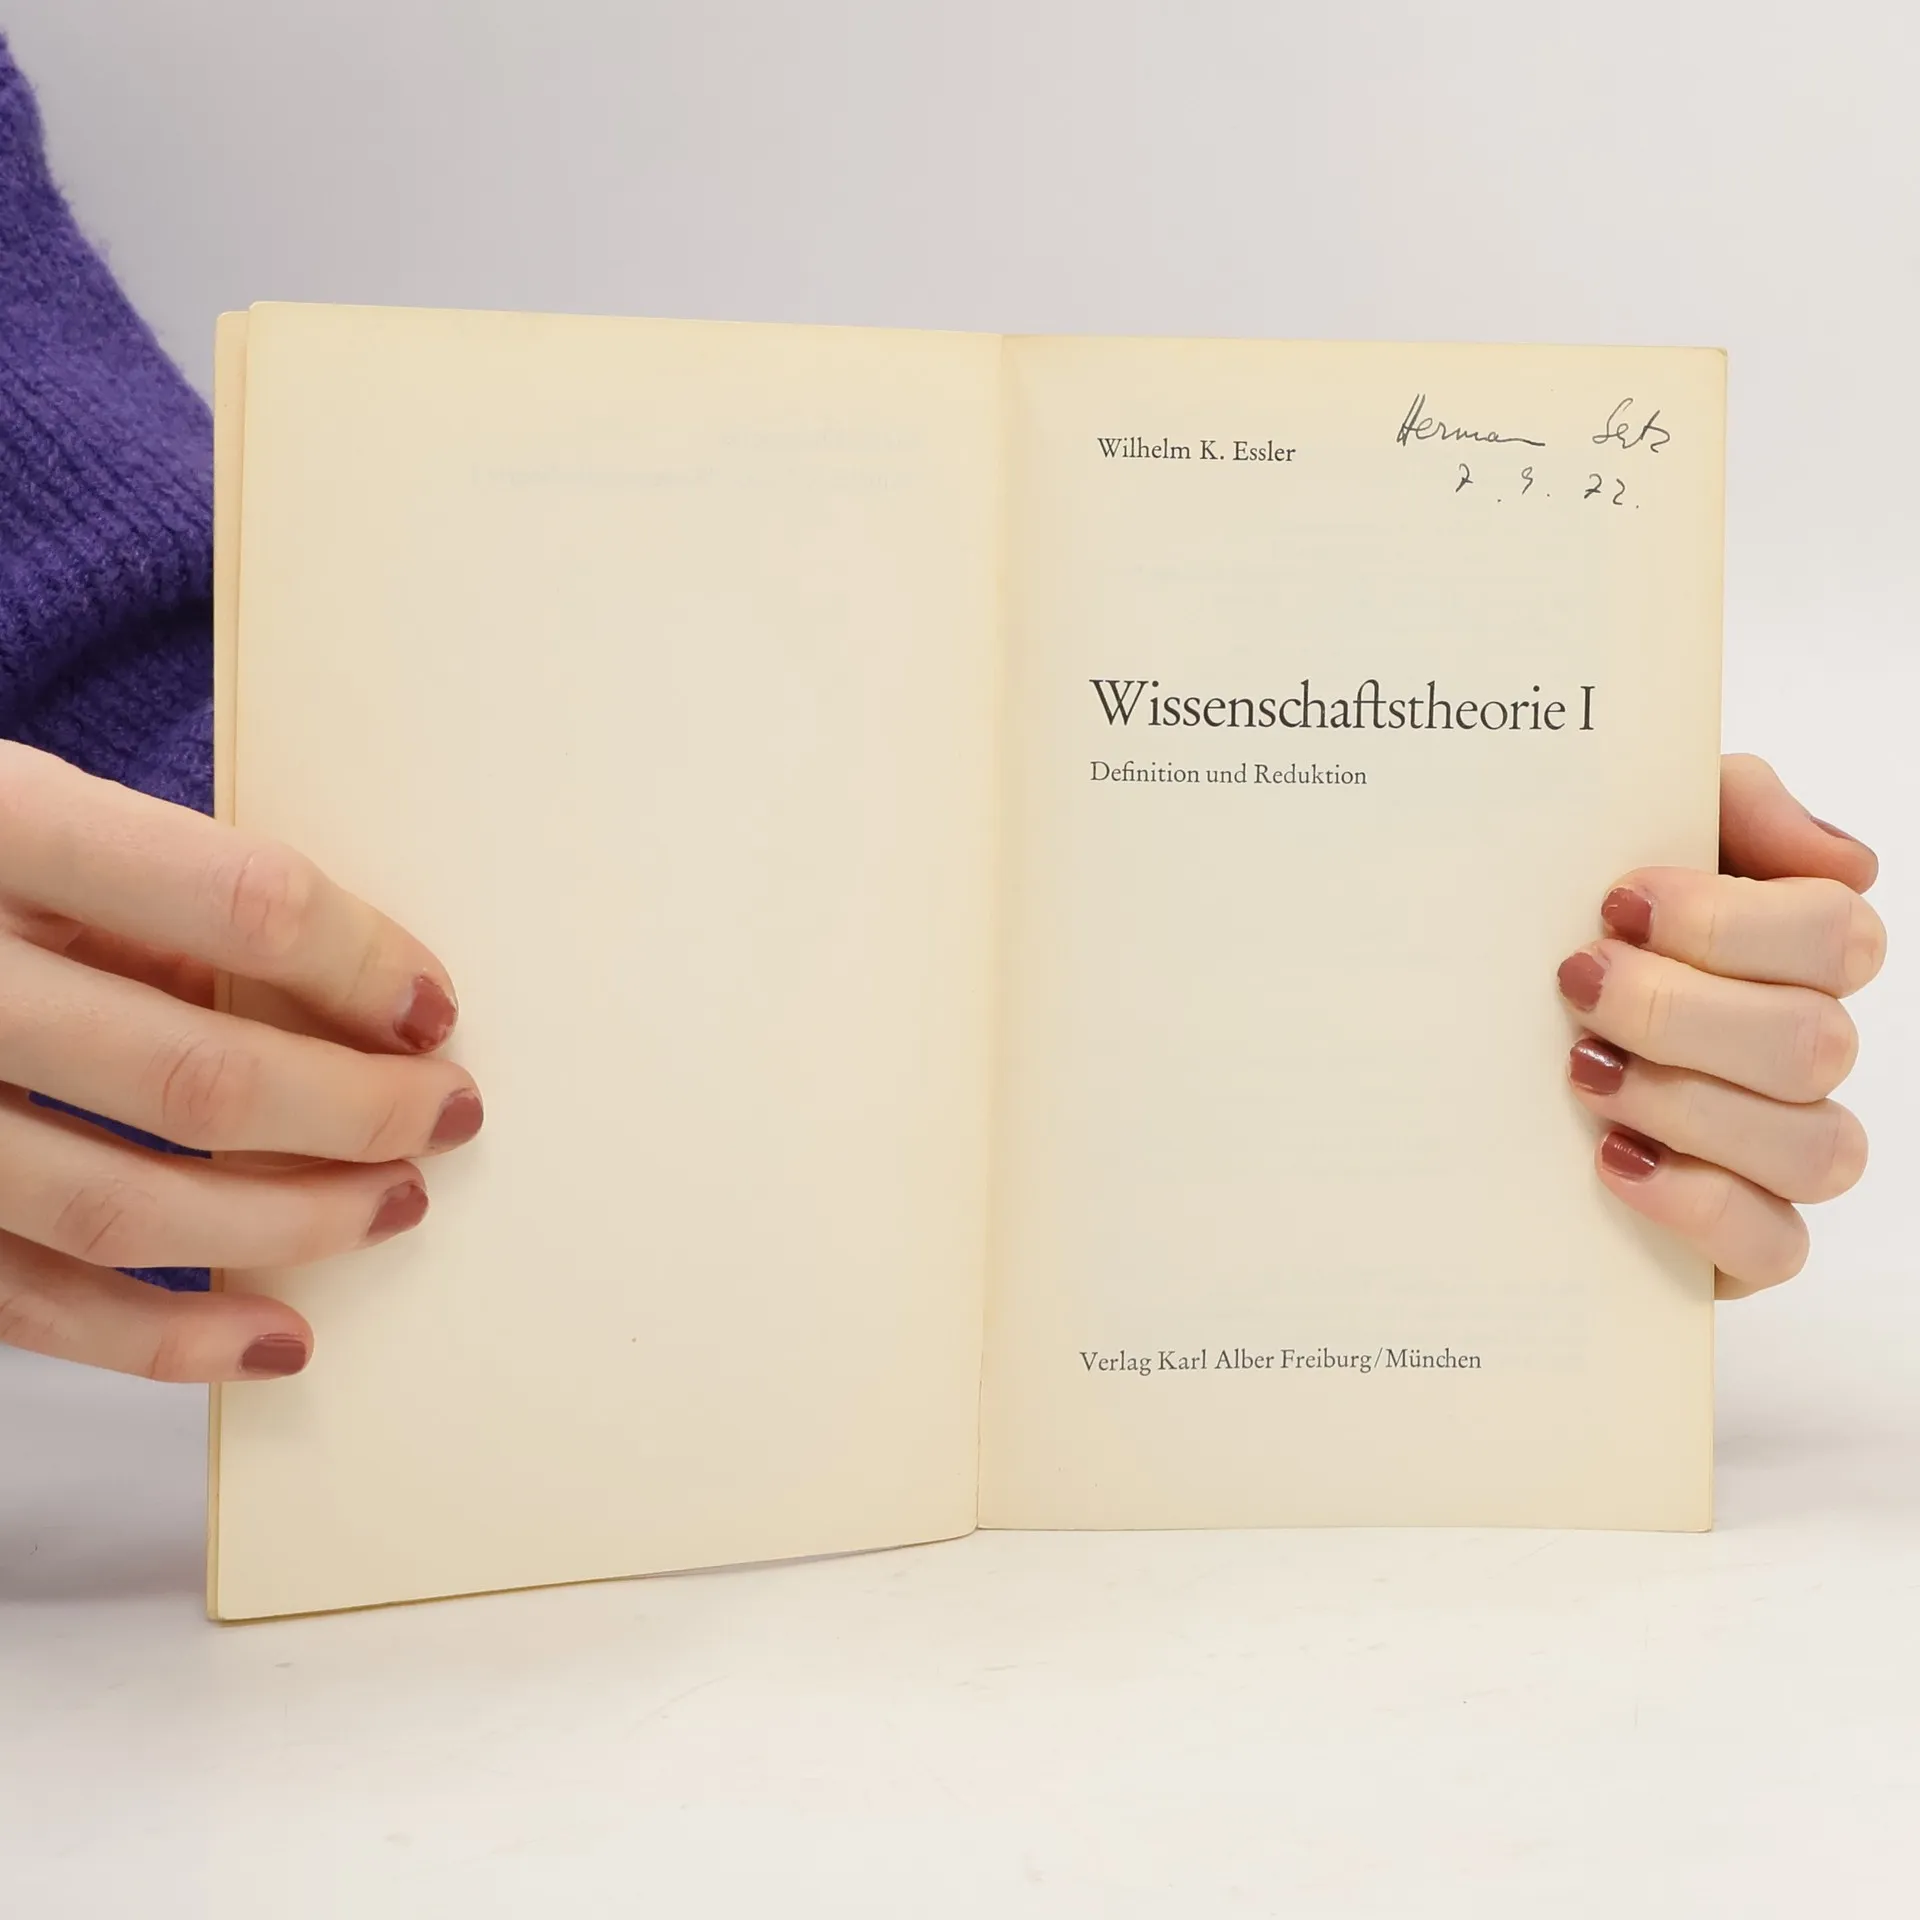 Wilhelm K. Essler
Herman
7. 9. 72.
Wissenschaftstheorie I
Definition und Reduktion
Verlag Karl Alber Freiburg/München